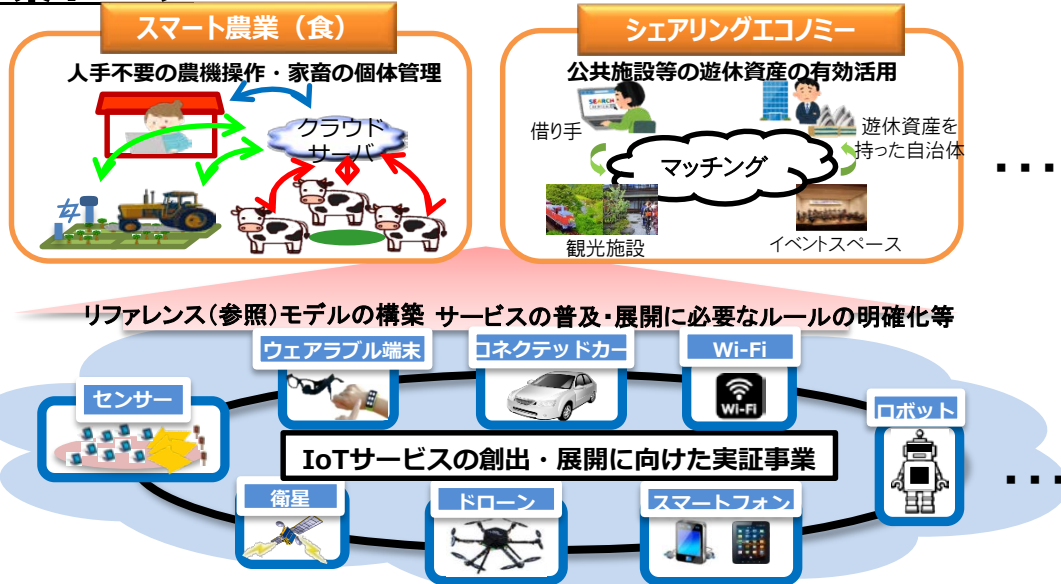 スマート農業（食）
人手不要の農機操作・家畜の個体管理
クラウド
サーバ
シェアリングエコノミー
公共施設等の遊休資産の有効活用
SEARCH
借り手
遊休資産を
持った自治体
マッチング
観光施設
イベントスペース
･･･
リファレンス（参照）モデルの構築 サービスの普及・展開に必要なルールの明確化等
ウェアラブル端末
コネクテッドカー
Wi-Fi
Wi-Fi
センサー
ロボット
IoTサービスの創出・展開に向けた実証事業
･･･
衛星
ドローン
スマートフォン